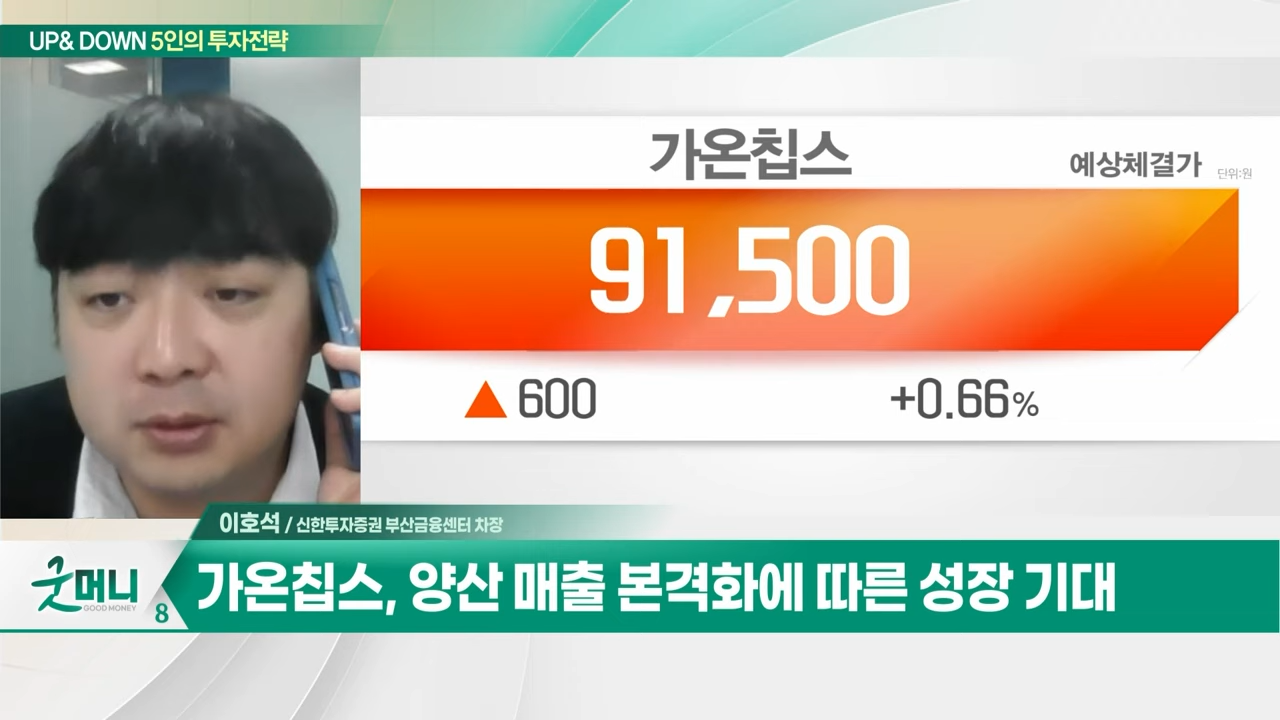 UP& DOWN 5인의 투자전략
가온칩스
예상체결가
단위:원
91,500
▲ 600
+0.66%
이호석 / 신한투자증권 부산금융센터 차장
굿머니
GOOD MONEY
8
가온칩스, 양산 매출 본격화에 따른 성장 기대